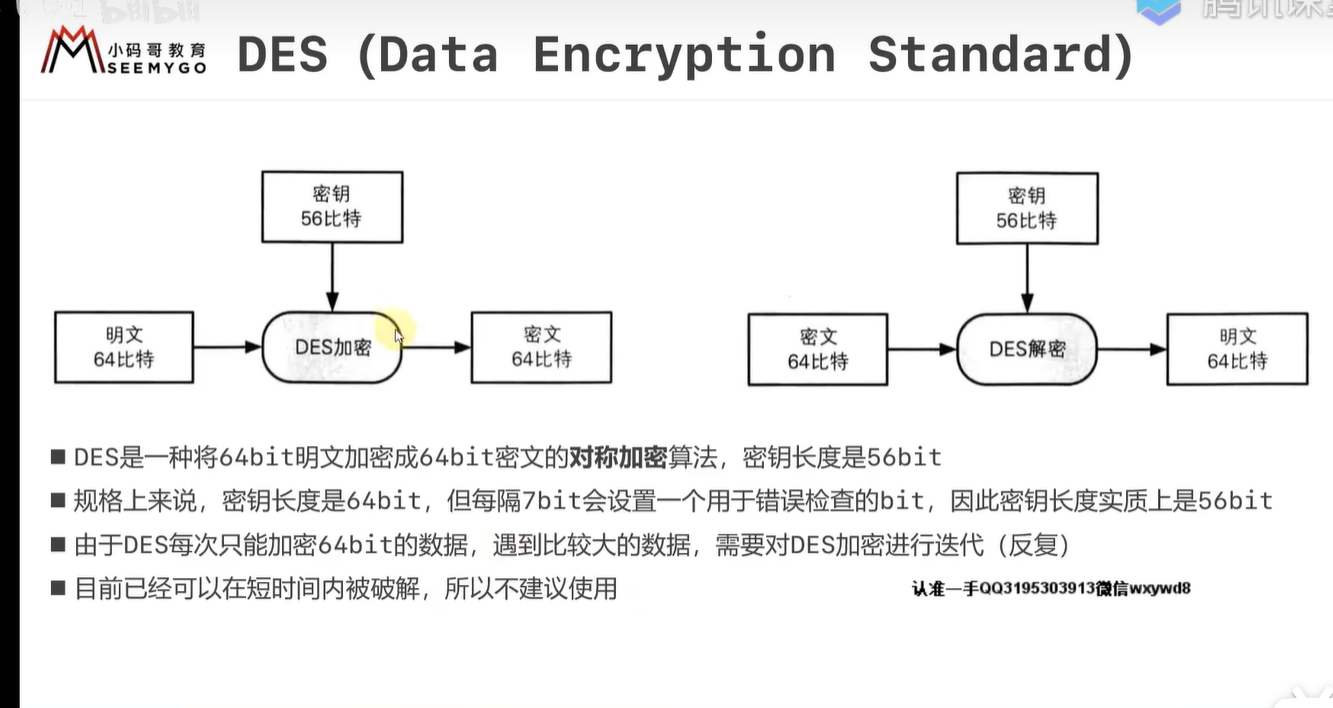 bilibili
腾讯课堂
小码哥教育
SEEMYGO
DES（Data Encryption Standard）
密钥
56比特
明文
64比特
DES加密
密文
64比特
密钥
56比特
密文
64比特
DES解密
明文
64比特
■ DES是一种将64bit明文加密成64bit密文的对称加密算法，密钥长度是56bit
■ 规格上来说，密钥长度是64bit，但每隔7bit会设置一个用于错误检查的bit，因此密钥长度实质上是56bit
■ 由于DES每次只能加密64bit的数据，遇到比较大的数据，需要对DES加密进行迭代（反复）
■ 目前已经可以在短时间内被破解，所以不建议使用
认准一手QQ3195303913微信wxywd8